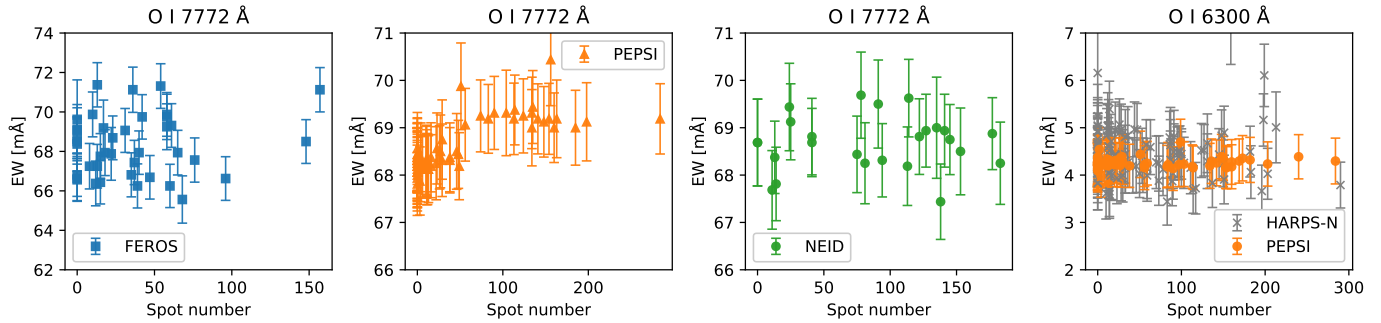 O I 7772 Å
EW [mÅ]
74
72
70
68
66
64
62
FEROS
0
50
100
150
Spot number
O I 7772 Å
EW [mÅ]
71
70
69
68
67
66
PEPSI
0
100
200
Spot number
O I 7772 Å
EW [mÅ]
71
70
69
68
67
66
NEID
0
50
100
150
Spot number
O I 6300 Å
EW [mÅ]
7
6
5
4
3
2
HARPS-N
PEPSI
0
100
200
300
Spot number